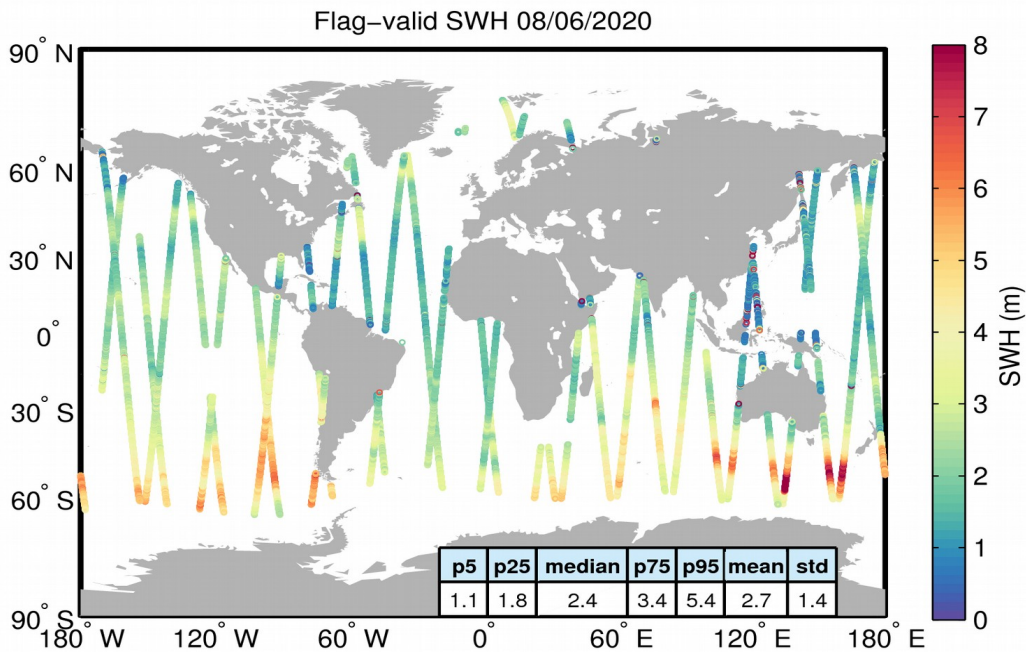 Flag−valid SWH 08/06/2020
90° N
60° N
30° N
0°
30° S
60° S
90° S
180° W
120° W
60° W
0°
60° E
120° E
180° E
8
7
6
5
4
3
2
1
0
SWH (m)
p5 p25 median p75 p95 mean std
1.1 1.8 2.4 3.4 5.4 2.7 1.4